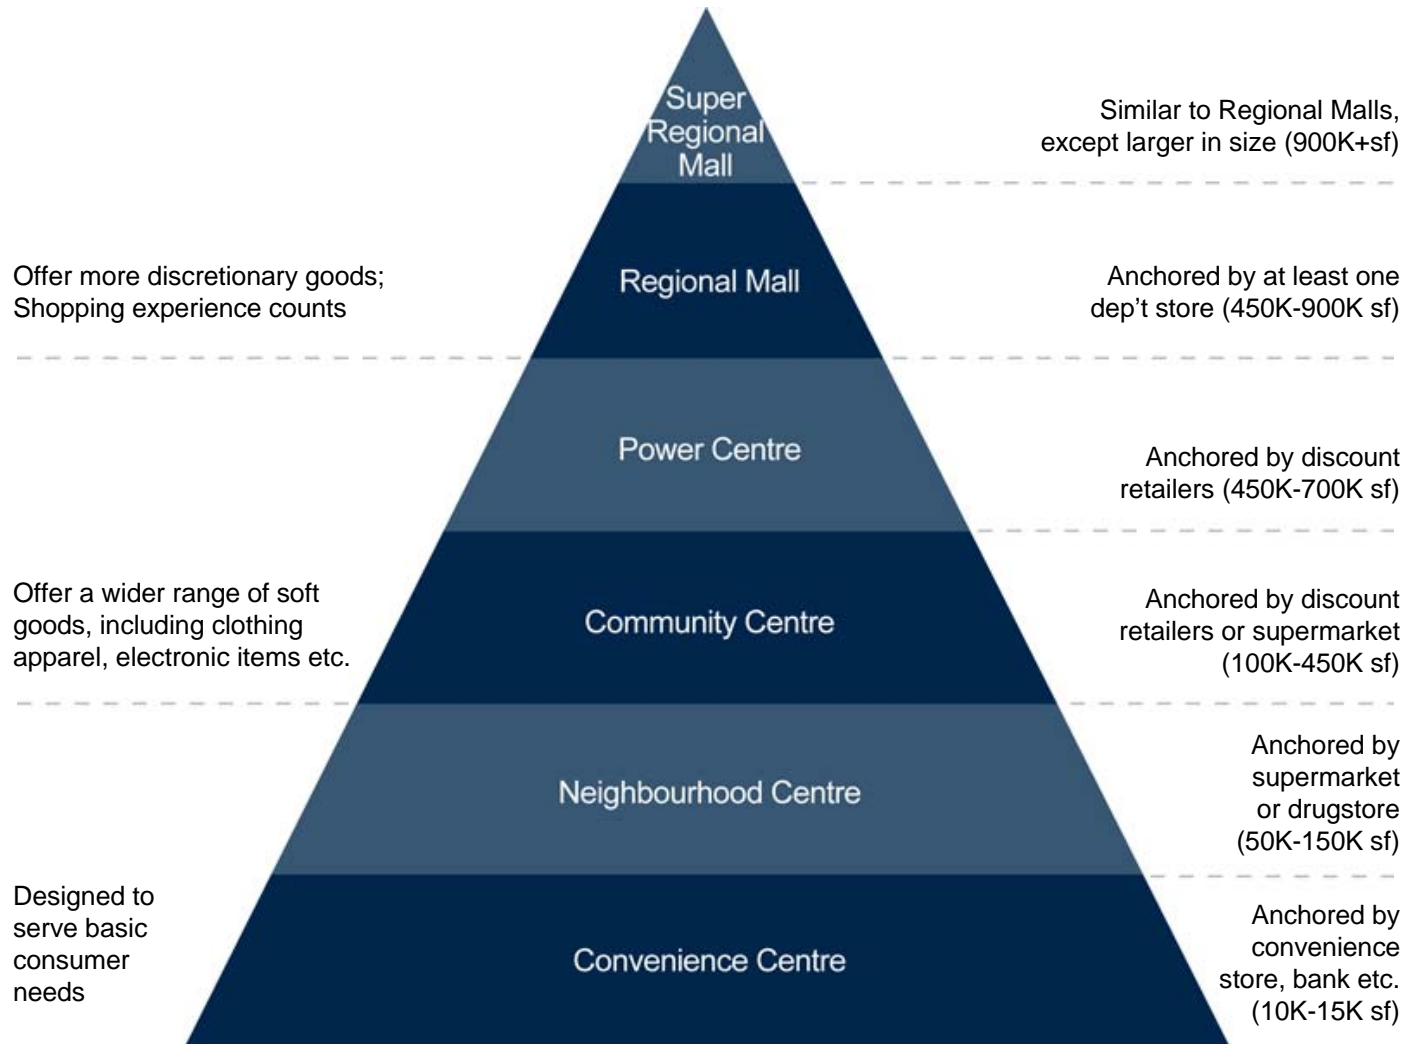 Super
Regional
Mall
Similar to Regional Malls,
except larger in size (900K+sf)
Offer more discretionary goods;
Shopping experience counts
Regional Mall
Anchored by at least one
dep't store (450K-900K sf)
Power Centre
Anchored by discount
retailers (450K-700K sf)
Offer a wider range of soft
goods, including clothing
apparel, electronic items etc.
Community Centre
Anchored by discount
retailers or supermarket
(100K-450K sf)
Neighbourhood Centre
Anchored by
supermarket
or drugstore
(50K-150K sf)
Designed to
serve basic
consumer
needs
Convenience Centre
Anchored by
convenience
store, bank etc.
(10K-15K sf)